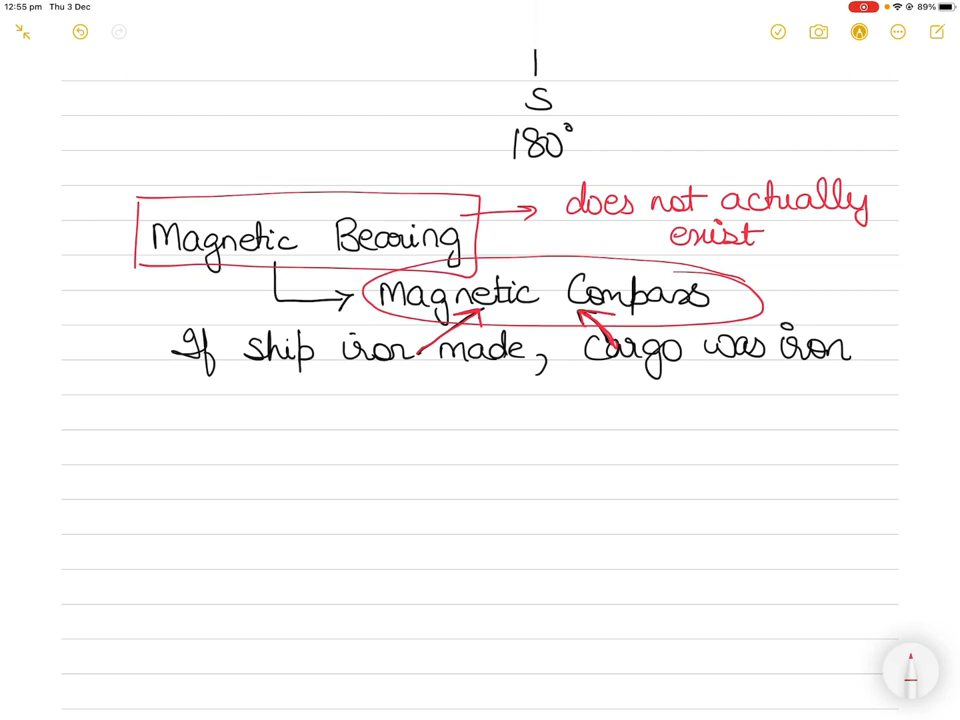 12:55 pm Thu 3 Dec 89%
S
180°
does not actually
exist
Magnetic Bearing
Magnetic Compass
If ship iron made, cargo was iron